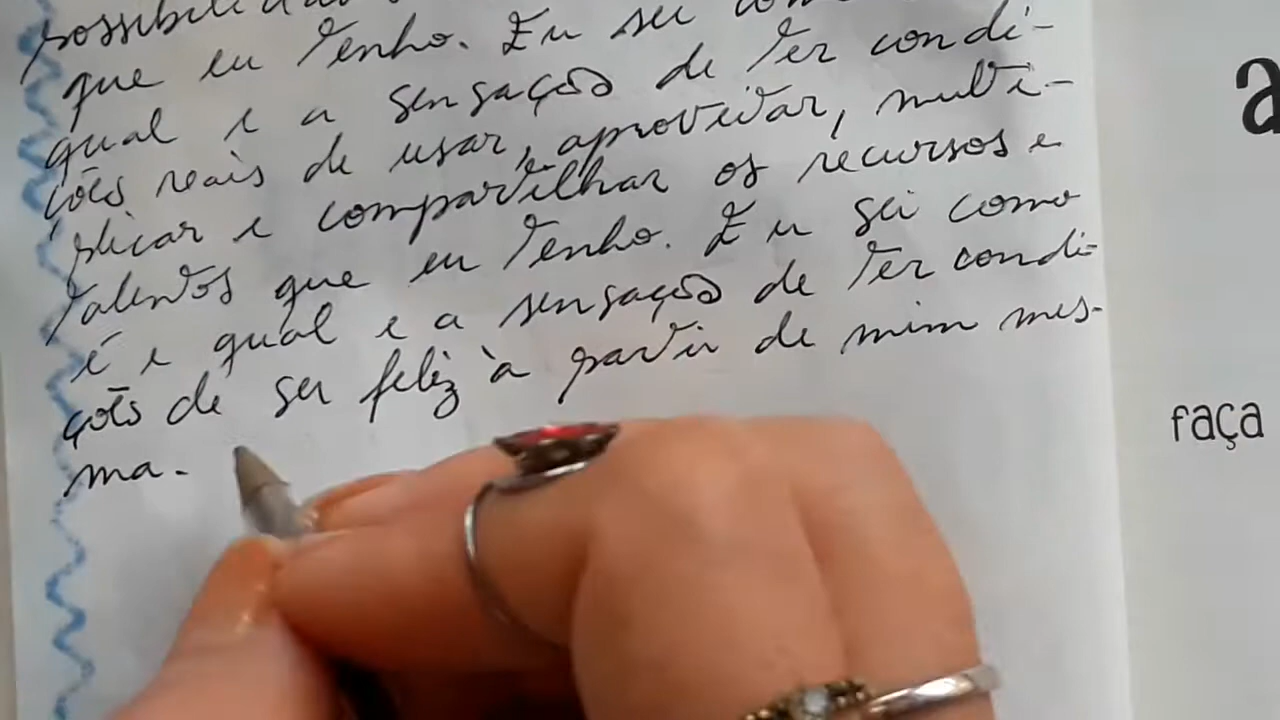 que eu tenho. Eu sei
qual e a sensação de ter condi-
ções reais de usar, aproveitar, multi-
plicar e compartilhar os recursos e
talentos que eu tenho. Eu sei como
é e qual e a sensação de ter condi-
ções de ser feliz à partir de mim mes-
ma.
faça